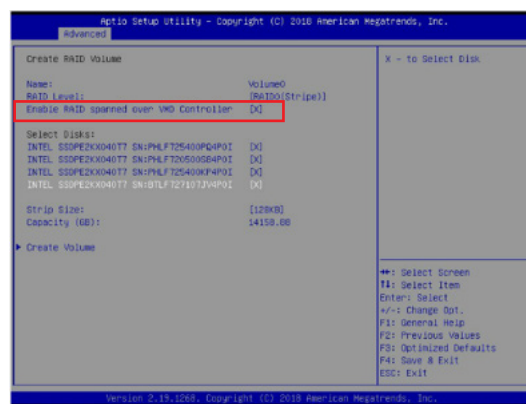 Aptio Setup Utility - Copyright (C) 2018 American Megatrends, Inc.
Advanced
Create RAID Volume
X - to Select Disk
Name: Volume0
RAID Level: [RAID0(Stripe)]
Enable RAID spanned over VMD Controller [X]
Select Disks:
INTEL SSDPE2KX040T7 SN:PHLF725400PQ4P0I [X]
INTEL SSDPE2KX040T7 SN:PHLF720500S84P0I [X]
INTEL SSDPE2KX040T7 SN:PHLF725400KP4P0I [X]
INTEL SSDPE2KX040T7 SN:BTLF727107JV4P0I [X]
Strip Size: [128KB]
Capacity (GB): 14158.88
Create Volume
: Select Screen
: Select Item
Enter: Select
+/-: Change Opt.
F1: General Help
F2: Previous Values
F3: Optimized Defaults
F4: Save & Exit
ESC: Exit
Version 2.19.1268. Copyright (C) 2018 American Megatrends, Inc.